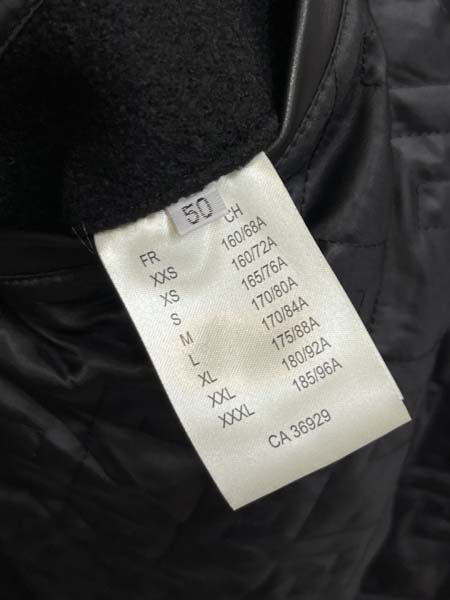 50
FR CH
XXS 160/68A
XS 160/72A
S 165/76A
M 170/80A
L 170/84A
XL 175/88A
XXL 180/92A
XXXL 185/96A
CA 36929